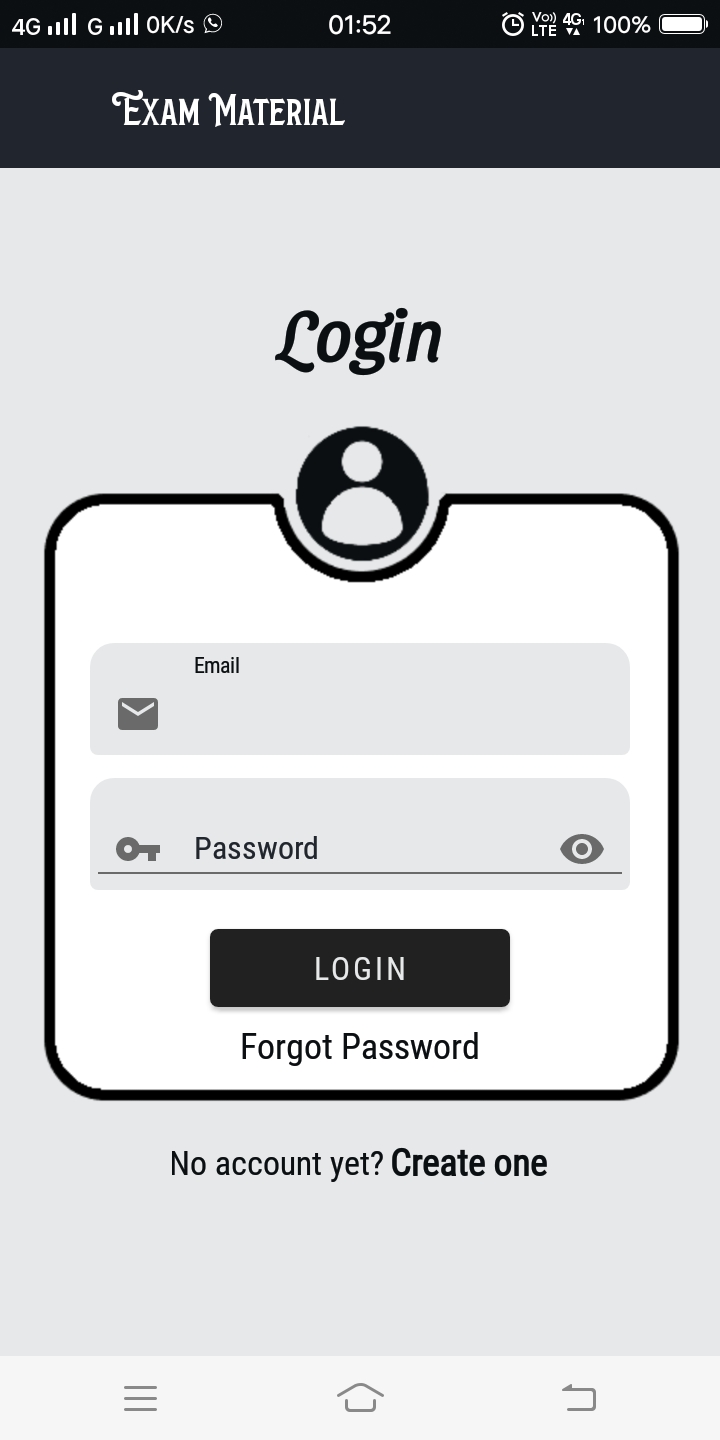 4G G 0K/s 01:52 Vo)) LTE 4G 100%
Exam Material
Login
Email
Password
LOGIN
Forgot Password
No account yet? Create one